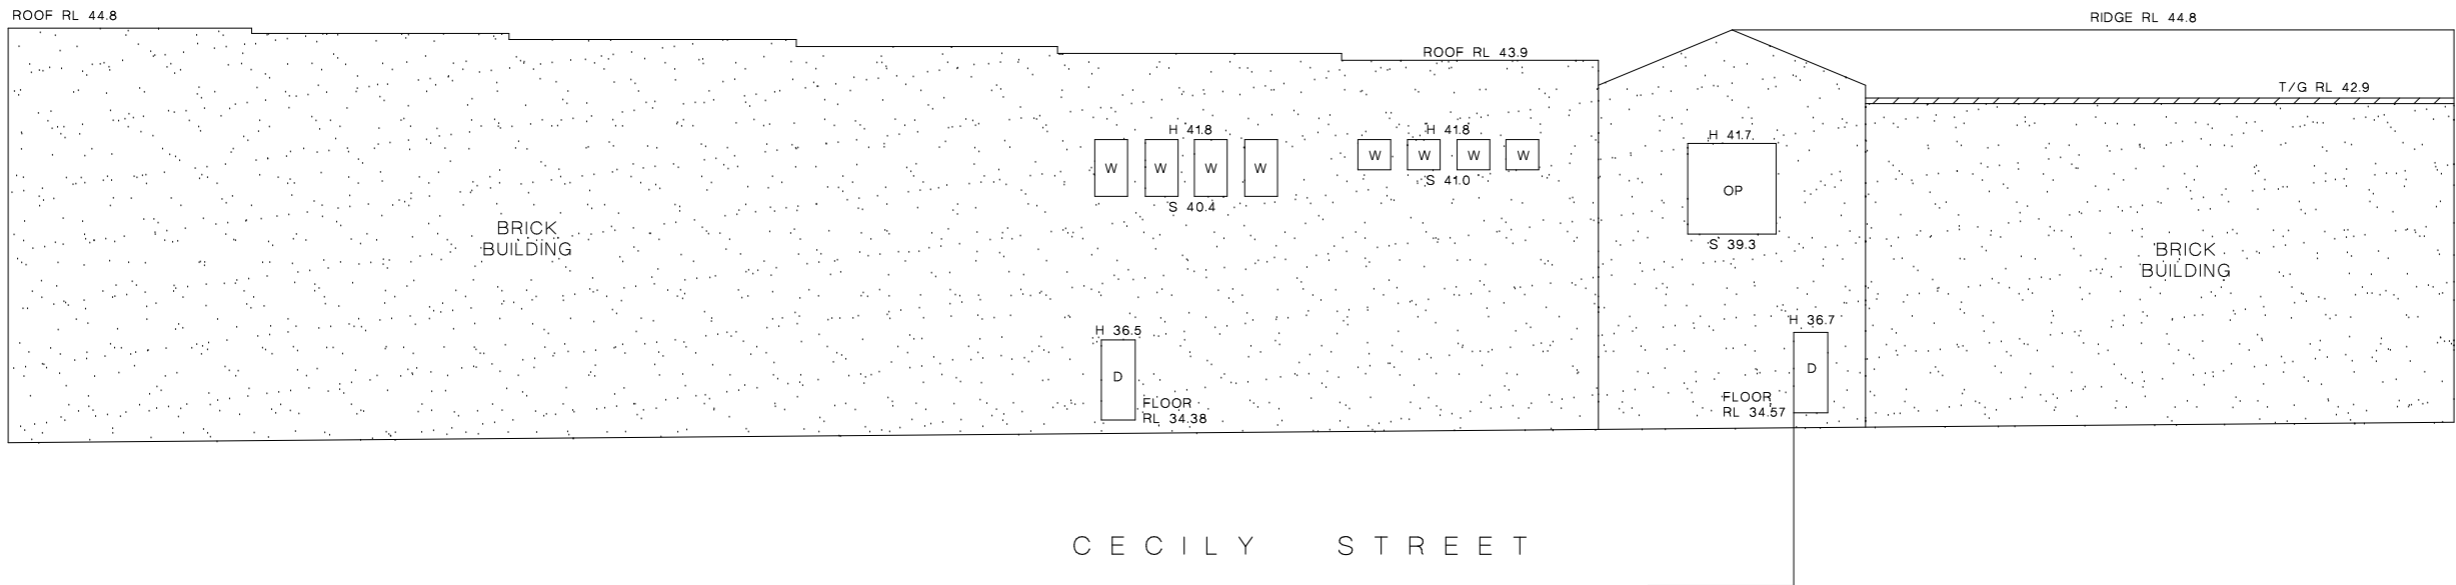 ROOF RL 44.8
RIDGE RL 44.8
ROOF RL 43.9
T/G RL 42.9
H 41.8
H 41.8
H 41.7
W W W W
W W W W
S 41.0
S 40.4
OP
S 39.3
BRICK
BUILDING
BRICK
BUILDING
H 36.5
D
FLOOR
RL 34.38
H 36.7
D
FLOOR
RL 34.57
CECILY STREET